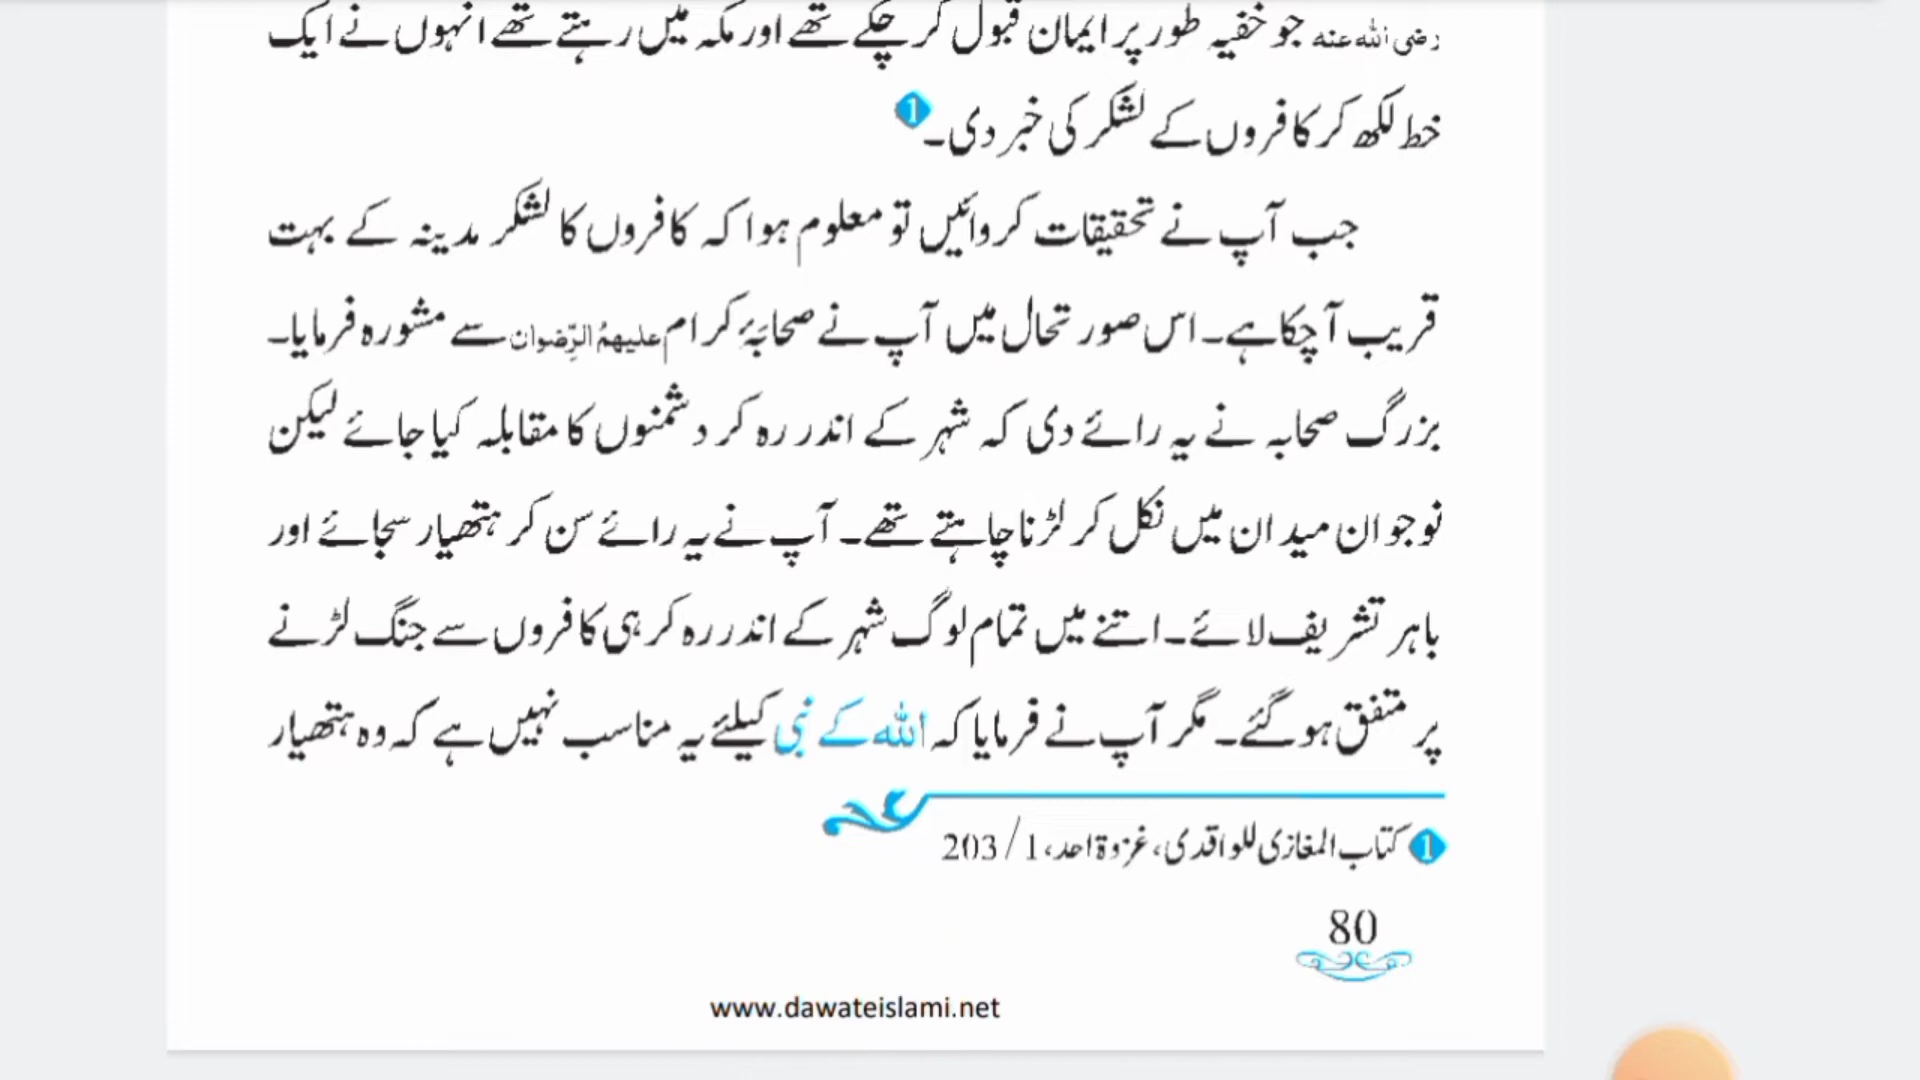 رضی اللہ عنہ جو خفیہ طور پر ایمان قبول کرچکے تھے اور مکہ میں رہتے تھے انہوں نے ایک
خط لکھ کر کافروں کے لشکر کی خبر دی۔ 1
جب آپ نے تحقیقات کروائیں تو معلوم ہوا کہ کافروں کا لشکر مدینہ کے بہت
قریب آچکا ہے۔ اس صورتحال میں آپ نے صحابَۂ کرام علیہمُ الرِّضوان سے مشورہ فرمایا۔
بزرگ صحابہ نے یہ رائے دی کہ شہر کے اندر رہ کر دشمنوں کا مقابلہ کیا جائے لیکن
نوجوان میدان میں نکل کر لڑنا چاہتے تھے۔ آپ نے یہ رائے سن کر ہتھیار سجائے اور
باہر تشریف لائے۔ اتنے میں تمام لوگ شہر کے اندر رہ کر ہی کافروں سے جنگ لڑنے
پر متفق ہوگئے۔ مگر آپ نے فرمایا کہ اللہ کے نبی کیلئے یہ مناسب نہیں ہے کہ وہ ہتھیار
1 کتاب المغازی للواقدی، غزوة احد، 1/203
80
www.dawateislami.net